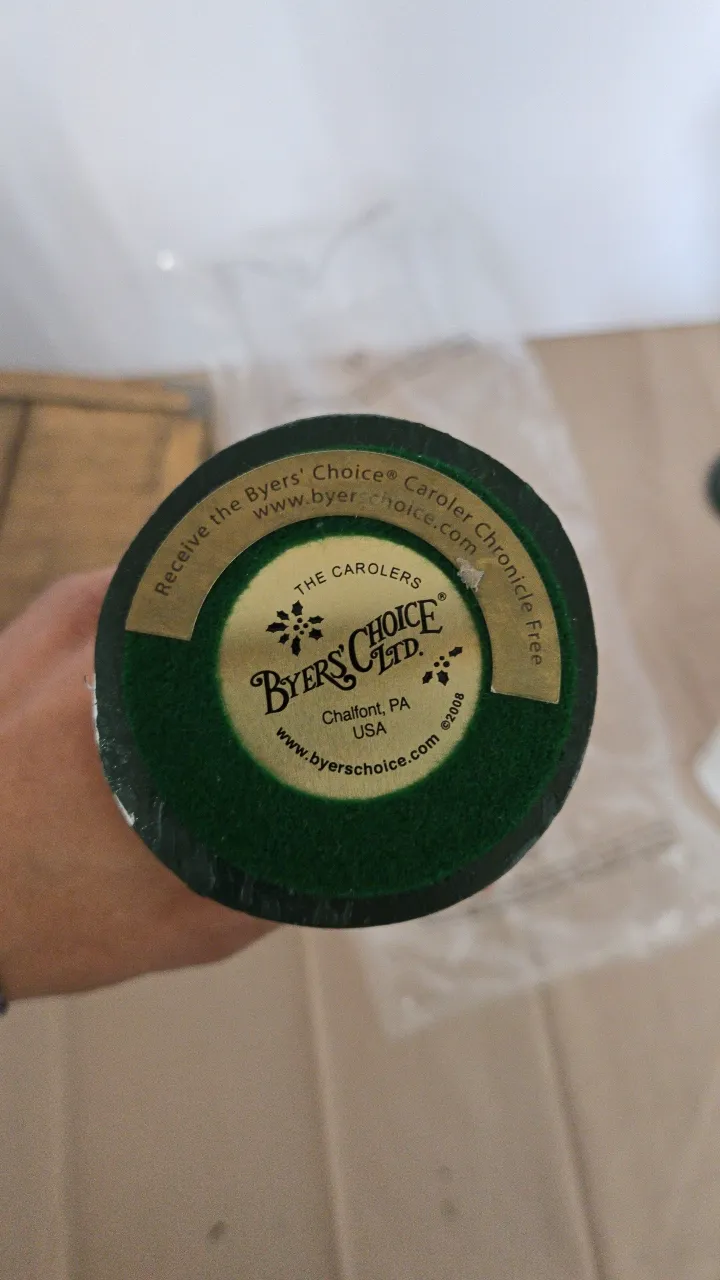 Receive the Byers' Choice® Caroler Chronicle Free
www.byerschoice.com
THE CAROLERS
BYERS' CHOICE®
LTD.
Chalfont, PA
USA
www.byerschoice.com ©2008